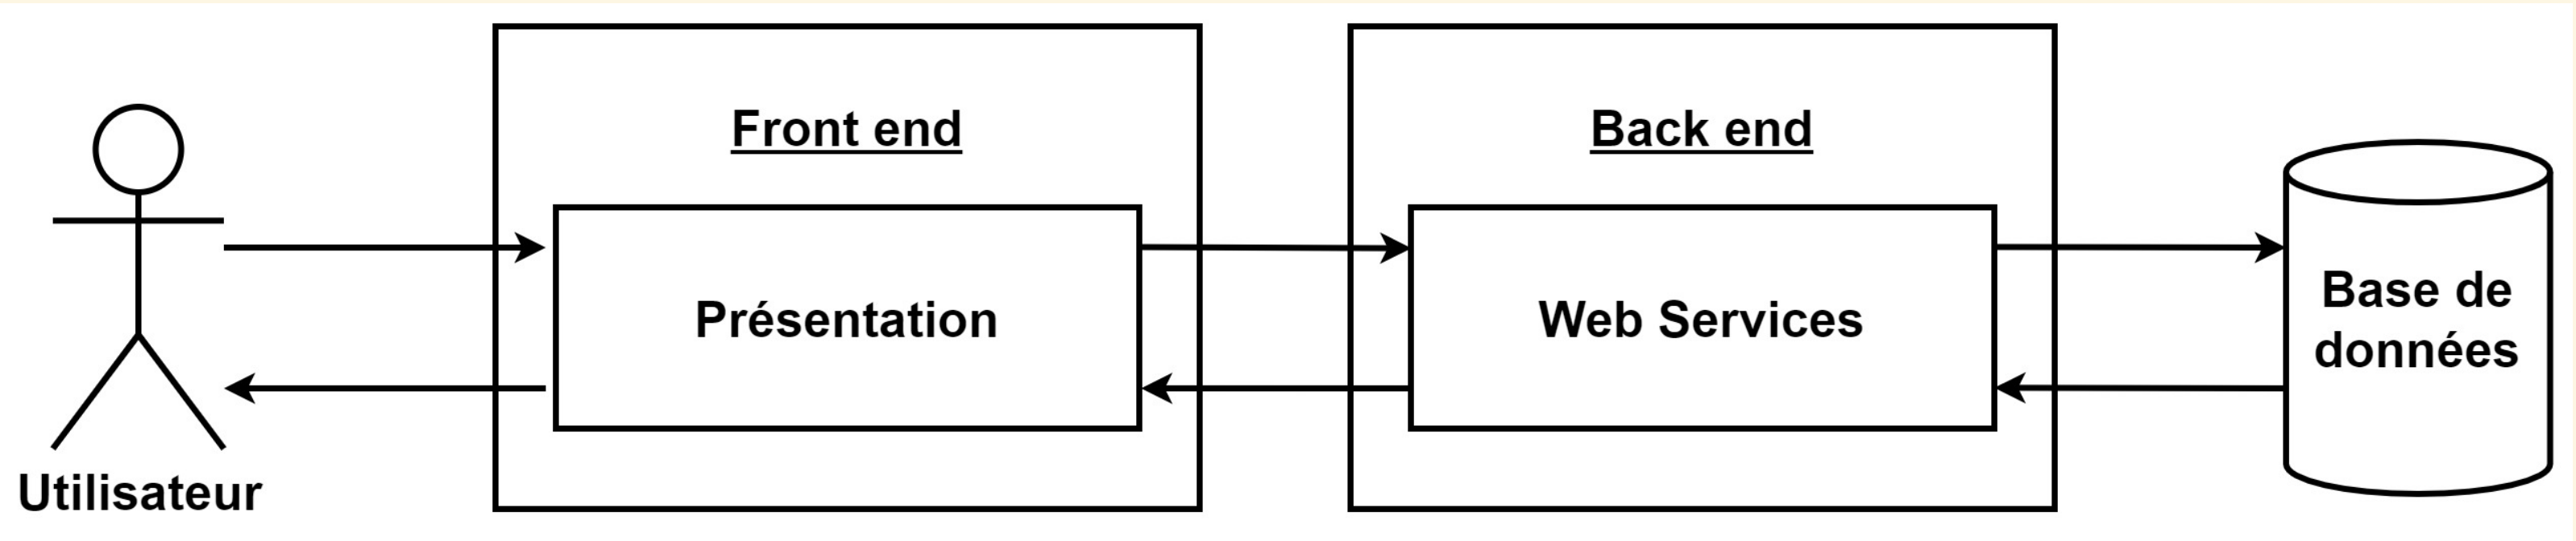 Front end
Back end
Présentation
Web Services
Base de
données
Utilisateur